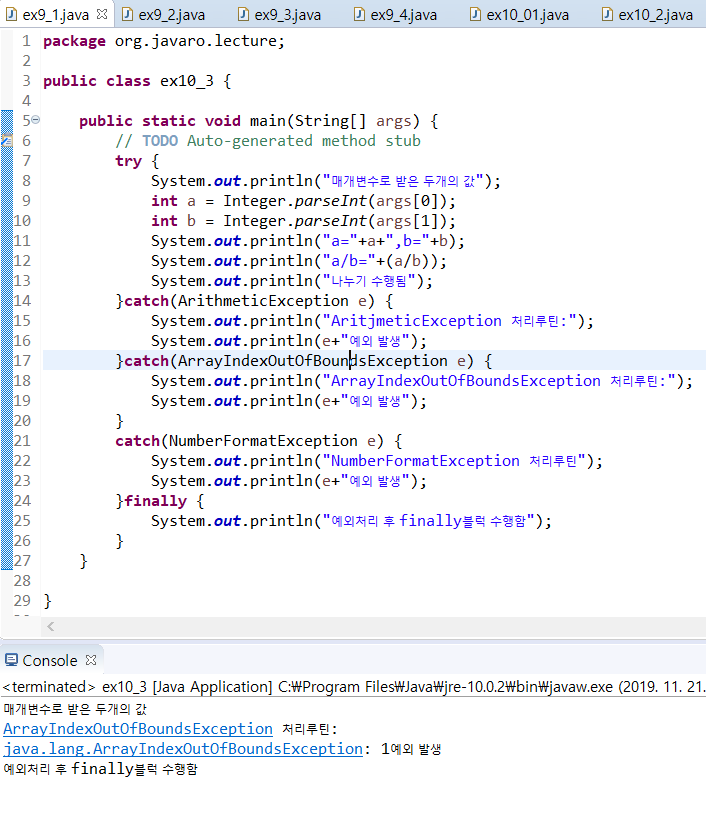 ex9_1.java ex9_2.java ex9_3.java ex9_4.java ex10_01.java ex10_2.java
1 package org.javaro.lecture;
2
3 public class ex10_3 {
4
5 public static void main(String[] args) {
6 // TODO Auto-generated method stub
7 try {
8 System.out.println("매개변수로 받은 두개의 값");
9 int a = Integer.parseInt(args[0]);
10 int b = Integer.parseInt(args[1]);
11 System.out.println("a="+a+",b="+b);
12 System.out.println("a/b="+(a/b));
13 System.out.println("나누기 수행됨");
14 }catch(ArithmeticException e) {
15 System.out.println("AritjmeticException 처리루틴:");
16 System.out.println(e+"예외 발생");
17 }catch(ArrayIndexOutOfBoundsException e) {
18 System.out.println("ArrayIndexOutOfBoundsException 처리루틴:");
19 System.out.println(e+"예외 발생");
20 }
21 catch(NumberFormatException e) {
22 System.out.println("NumberFormatException 처리루틴");
23 System.out.println(e+"예외 발생");
24 }finally {
25 System.out.println("예외처리 후 finally블럭 수행함");
26 }
27 }
28
29 }
Console
<terminated> ex10_3 [Java Application] C:₩Program Files₩Java₩jre-10.0.2₩bin₩javaw.exe (2019. 11. 21.
매개변수로 받은 두개의 값
ArrayIndexOutOfBoundsException 처리루틴:
java.lang.ArrayIndexOutOfBoundsException: 1예외 발생
예외처리 후 finally블럭 수행함